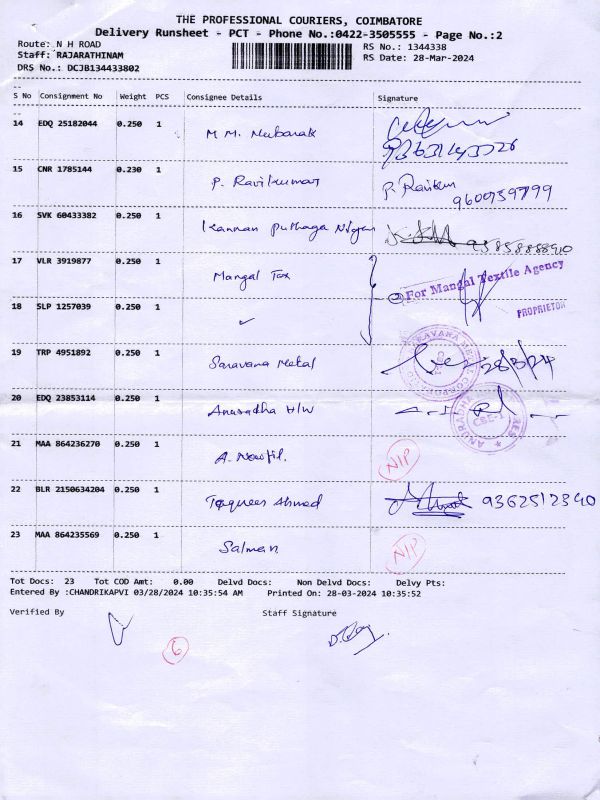 THE PROFESSIONAL COURIERS, COIMBATORE
Delivery Runsheet - PCT - Phone No.:0422-3505555 - Page No.:2
Route: N H ROAD RS No.: 1344338
Staff: RAJARATHINAM RS Date: 28-Mar-2024
DRS No.: DCJB134433802
S No Consignment No Weight PCS Consignee Details Signature
14 EDQ 25182044 0.250 1 M M. Mubarak
15 CNR 1785144 0.230 1 P. Ravikumar P. Ravikum
9600939799
16 SVK 60433382 0.250 1 Kannan Puthaga
17 VLR 3919877 0.250 1 Mangal Tex For Mangal Textile Agency
PROPRIETOR
18 SLP 1257039 0.250 1 ✓
19 TRP 4951892 0.250 1 Saravana Metal 28/3/24
20 EDQ 23853114 0.250 1 Anuradha H/W
21 MAA 864236270 0.250 1 A. Nowfil. N/P
22 BLR 2150634204 0.250 1 Ahmed 9362512340
23 MAA 864235569 0.250 1 Salman N/P
Tot Docs: 23 Tot COD Amt: 0.00 Delvd Docs: Non Delvd Docs: Delvy Pts:
Entered By :CHANDRIKAPVI 03/28/2024 10:35:54 AM Printed On: 28-03-2024 10:35:52
Verified By Staff Signature
6